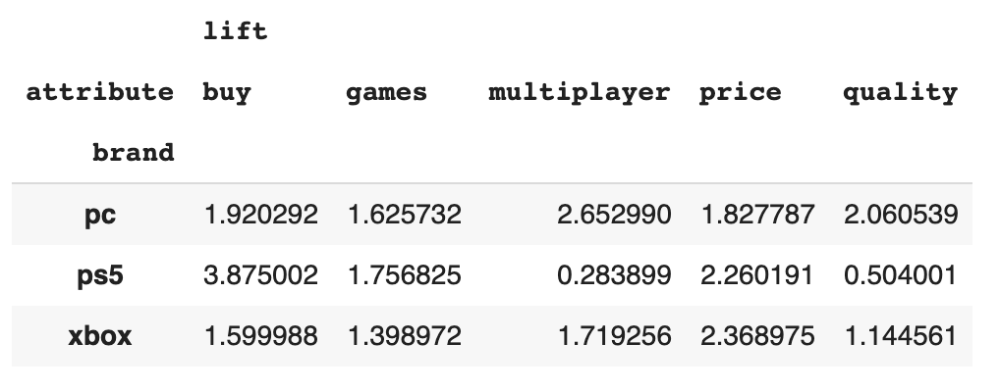 lift
attribute buy games multiplayer price quality
brand
pc 1.920292 1.625732 2.652990 1.827787 2.060539
ps5 3.875002 1.756825 0.283899 2.260191 0.504001
xbox 1.599988 1.398972 1.719256 2.368975 1.144561